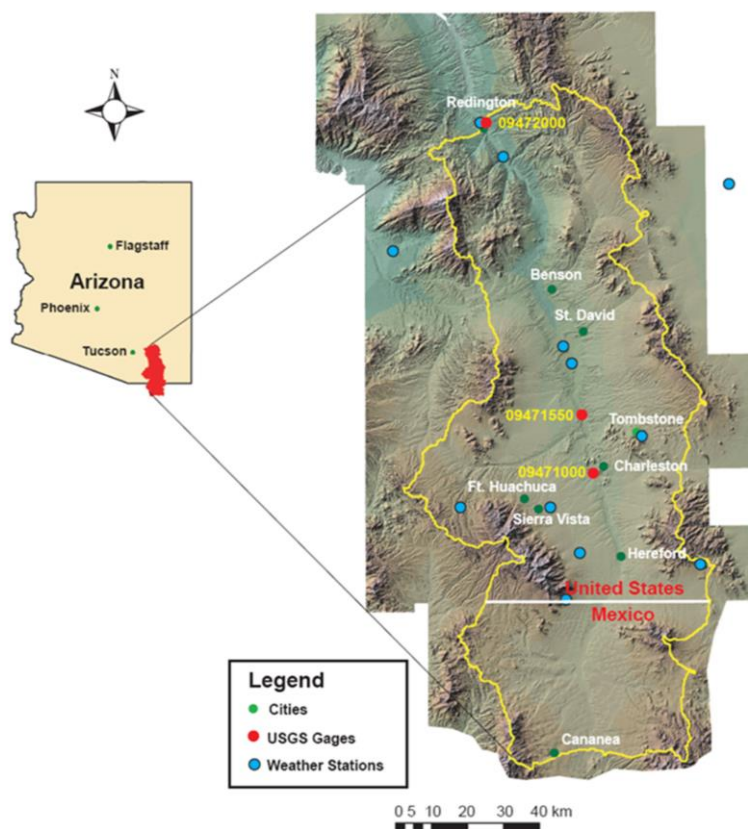 N
Redington
09472000
Flagstaff
Arizona
Phoenix
Tucson
Benson
St. David
09471550
Tombstone
09471000
Charleston
Ft. Huachuca
Sierra Vista
Hereford
United States
Mexico
Legend
Cities
USGS Gages
Weather Stations
Cananea
0 5 10 20 30 40 km